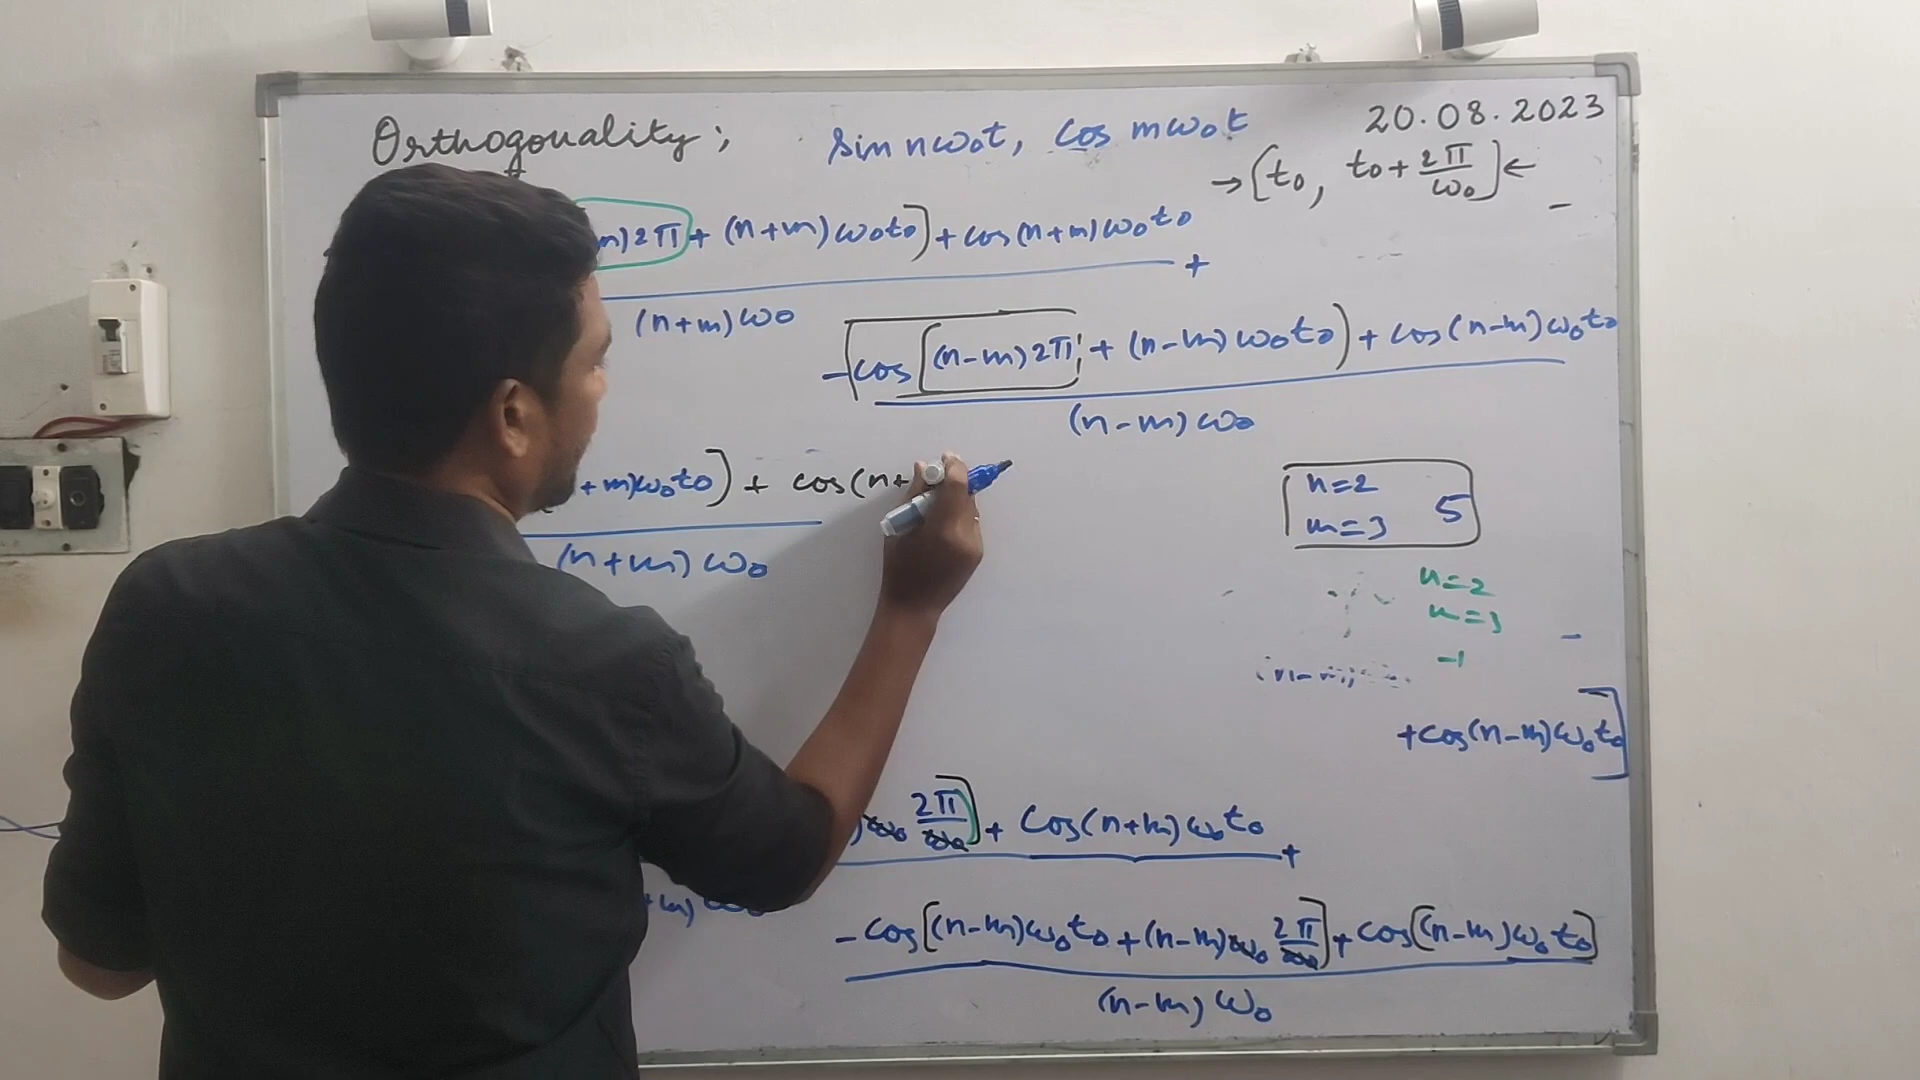 Orthogonality; sin nω₀t, cos mω₀t
20.08.2023
→ [t₀, t₀ + 2π/ω₀] ←
m)2π + (n+m)ω₀t₀] + cos(n+m)ω₀t₀
+
(n+m)ω₀
-cos[(n-m)2π + (n-m)ω₀t₀) + cos(n-m)ω₀t₀
(n-m)ω₀
+m)ω₀t₀] + cos(n+
(n+m)ω₀
n=2
m=3 5
n=2
-1
+cos(n-m)ω₀t₀]
)ω₀ 2π/ω₀] + cos(n+m)ω₀t₀
+
+m)ω₀
-cos[(n-m)ω₀t₀ + (n-m)ω₀ 2π/ω₀] + cos[(n-m)ω₀t₀]
(n-m)ω₀